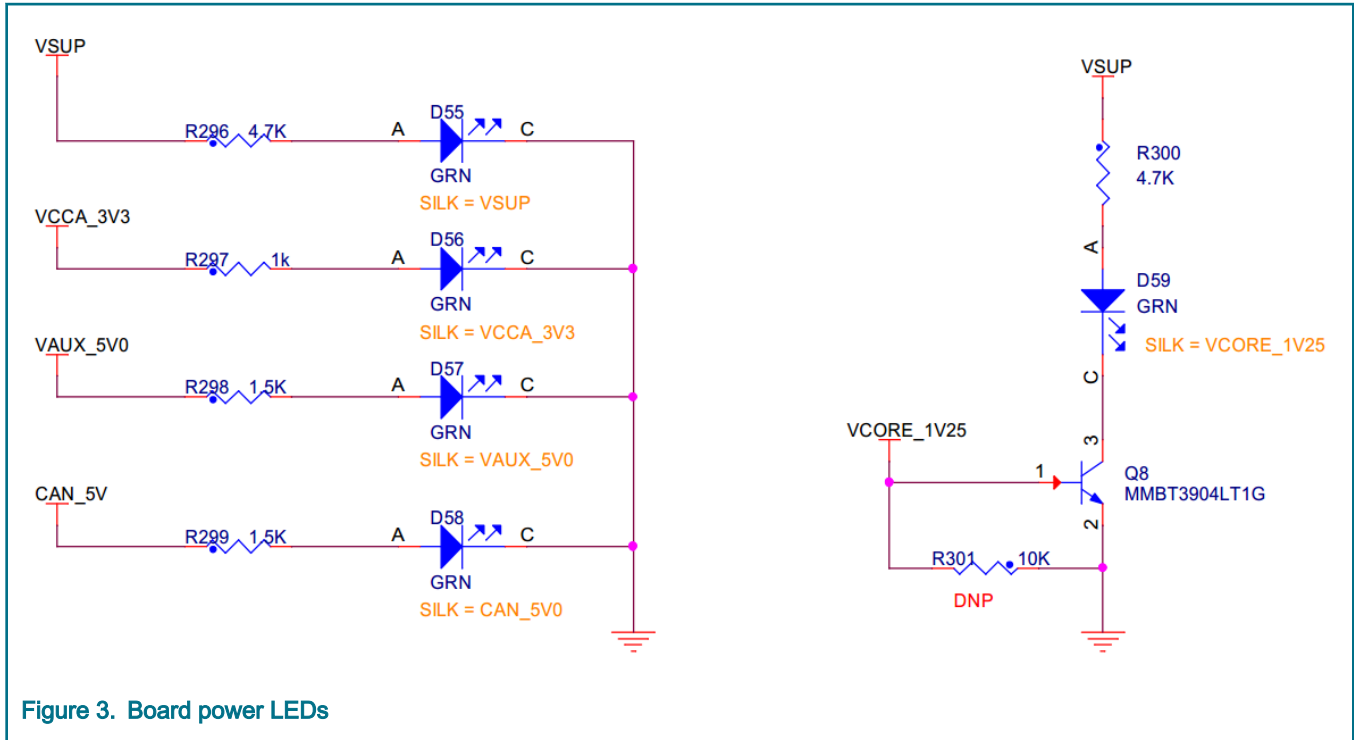 VSUP
R296 4.7K
A
D55
C
GRN
SILK = VSUP
VCCA_3V3
R297 1k
A
D56
C
GRN
SILK = VCCA_3V3
VAUX_5V0
R298 1.5K
A
D57
C
GRN
SILK = VAUX_5V0
CAN_5V
R299 1.5K
A
D58
C
GRN
SILK = CAN_5V0
VSUP
R300
4.7K
A
D59
GRN
SILK = VCORE_1V25
C
VCORE_1V25
3
1
Q8
MMBT3904LT1G
2
R301 10K
DNP
Figure 3. Board power LEDs